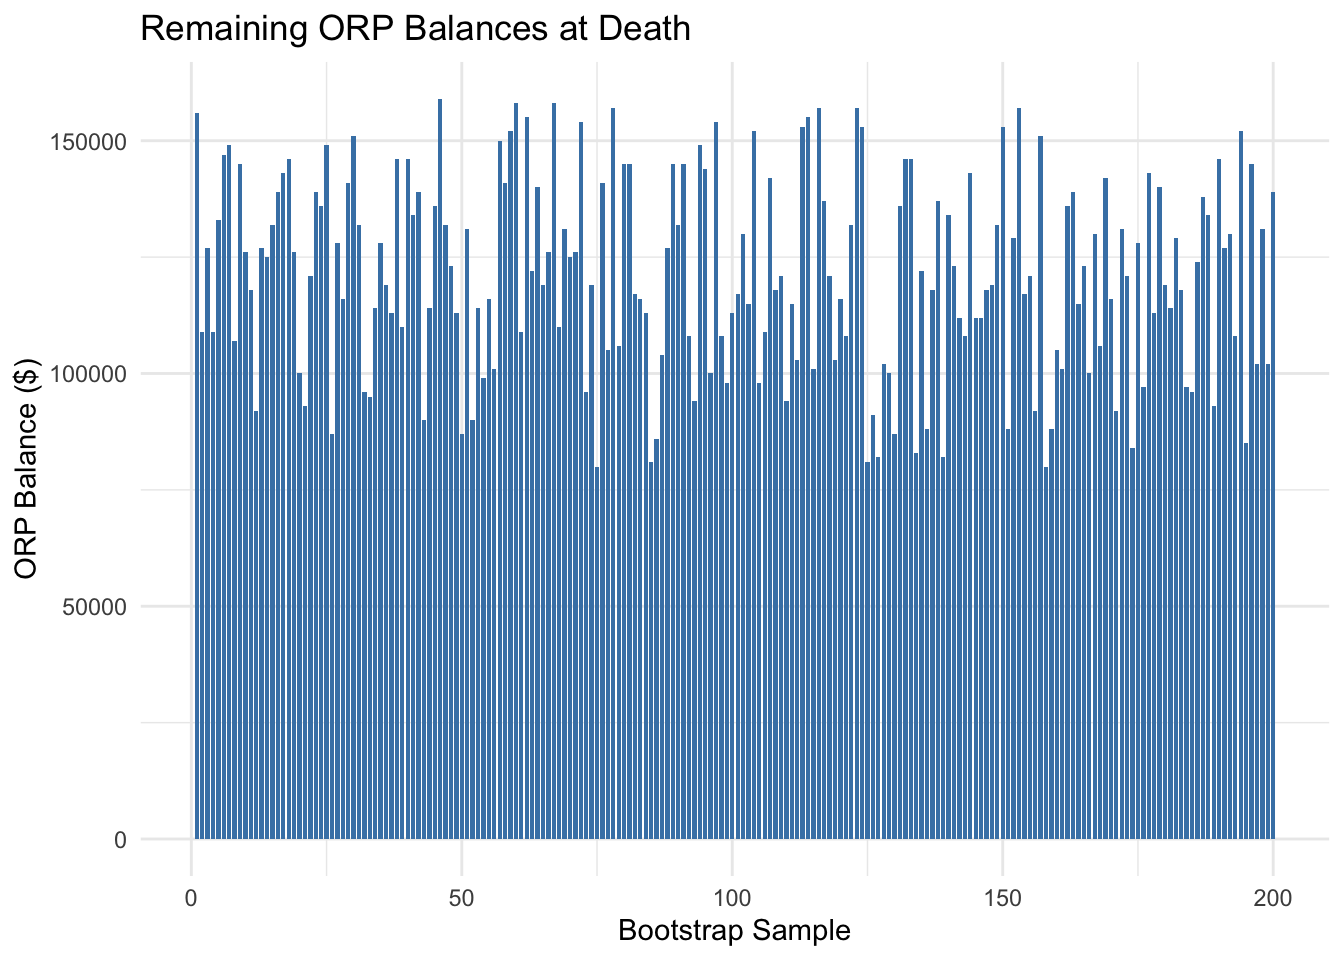 Remaining ORP Balances at Death
ORP Balance ($)
150000
100000
50000
0
0 50 100 150 200
Bootstrap Sample